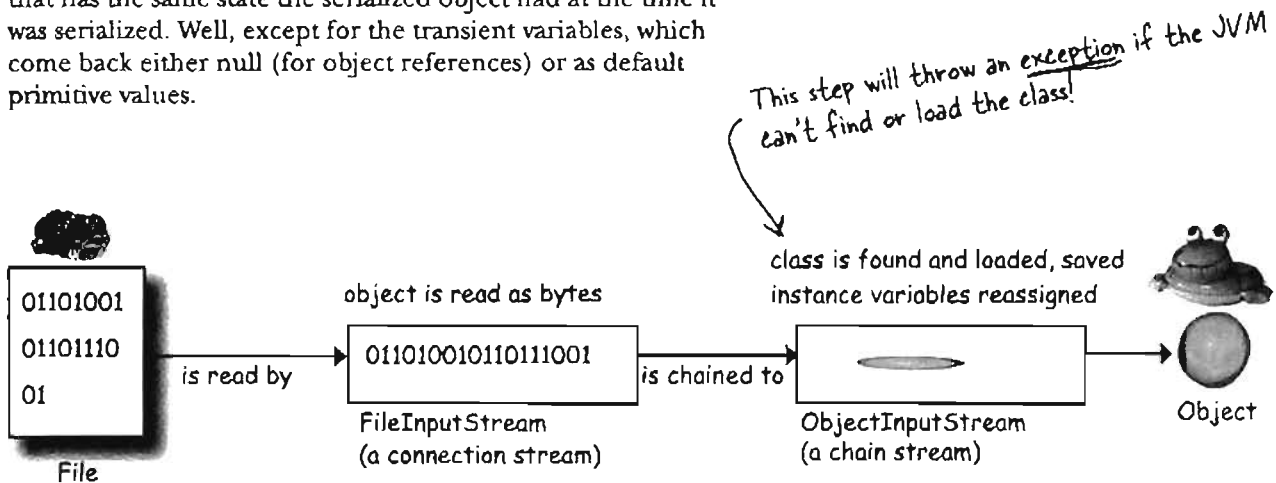 that has the same state the serialized object had at the time it
was serialized. Well, except for the transient variables, which
come back either null (for object references) or as default
primitive values.
This step will throw an exception if the JVM
can't find or load the class!
class is found and loaded, saved
instance variables reassigned
object is read as bytes
01101001
01101110
01
is read by
011010010110111001
is chained to
FileInputStream
(a connection stream)
ObjectInputStream
(a chain stream)
Object
File